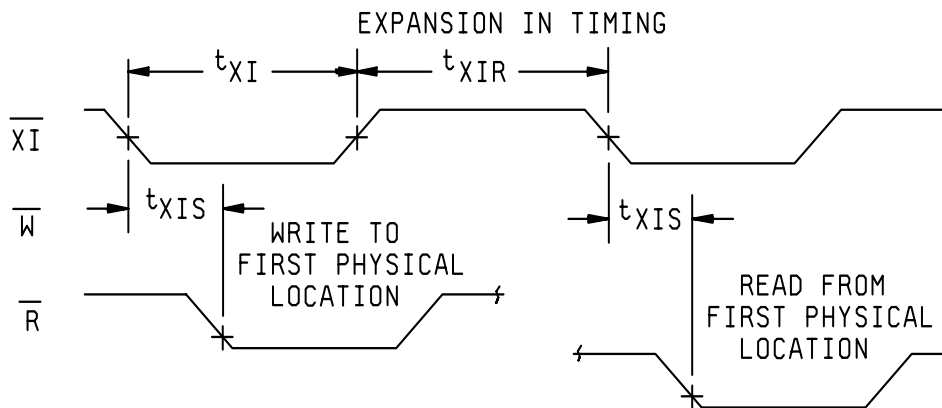 EXPANSION IN TIMING
tXI tXIR
XI
tXIS tXIS
W
WRITE TO
FIRST PHYSICAL
LOCATION
R
READ FROM
FIRST PHYSICAL
LOCATION